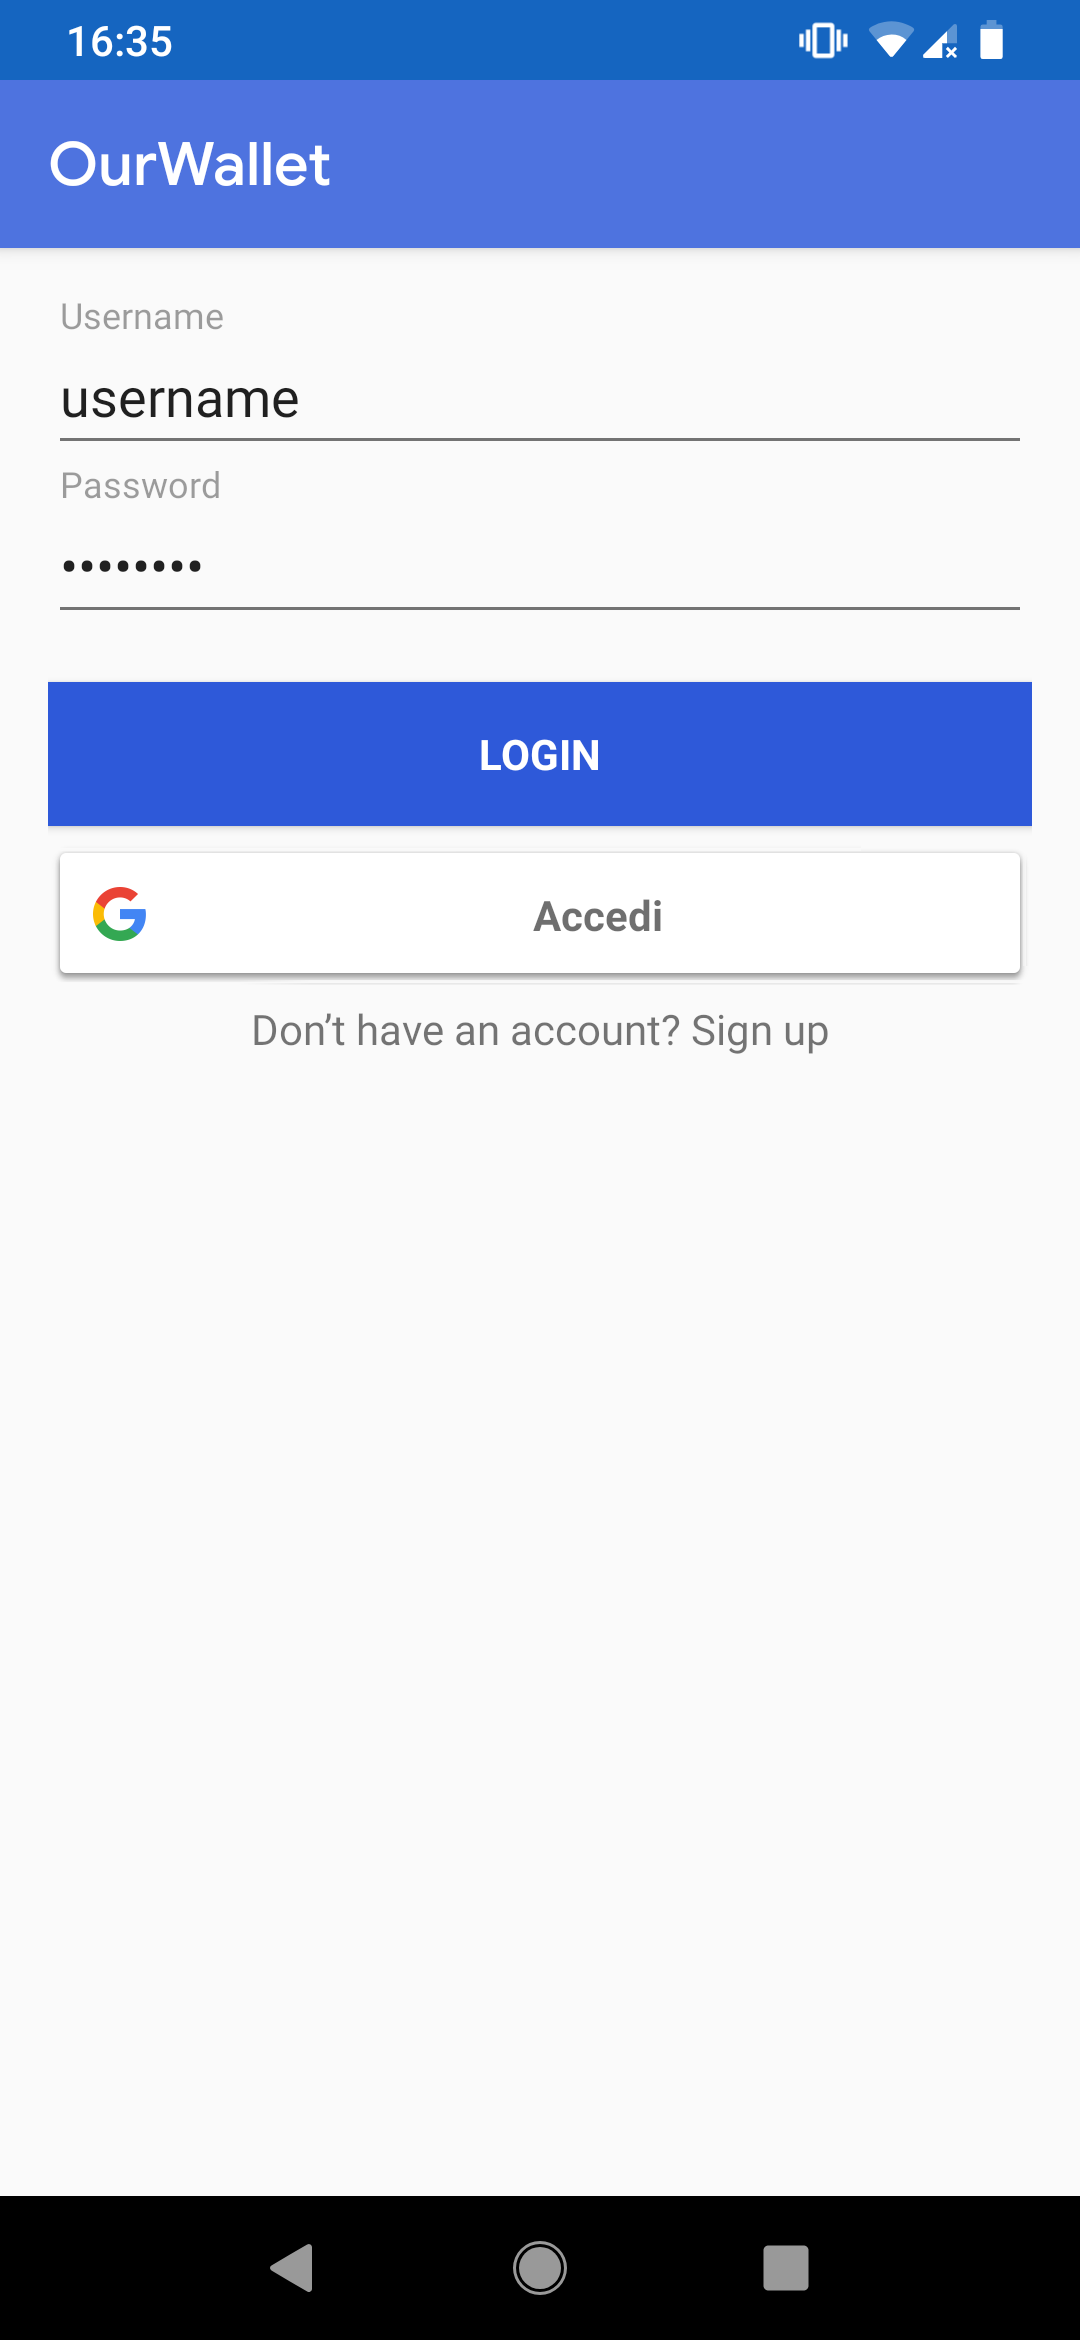 16:35
OurWallet
Username
username
Password
••••••••
LOGIN
Accedi
Don’t have an account? Sign up